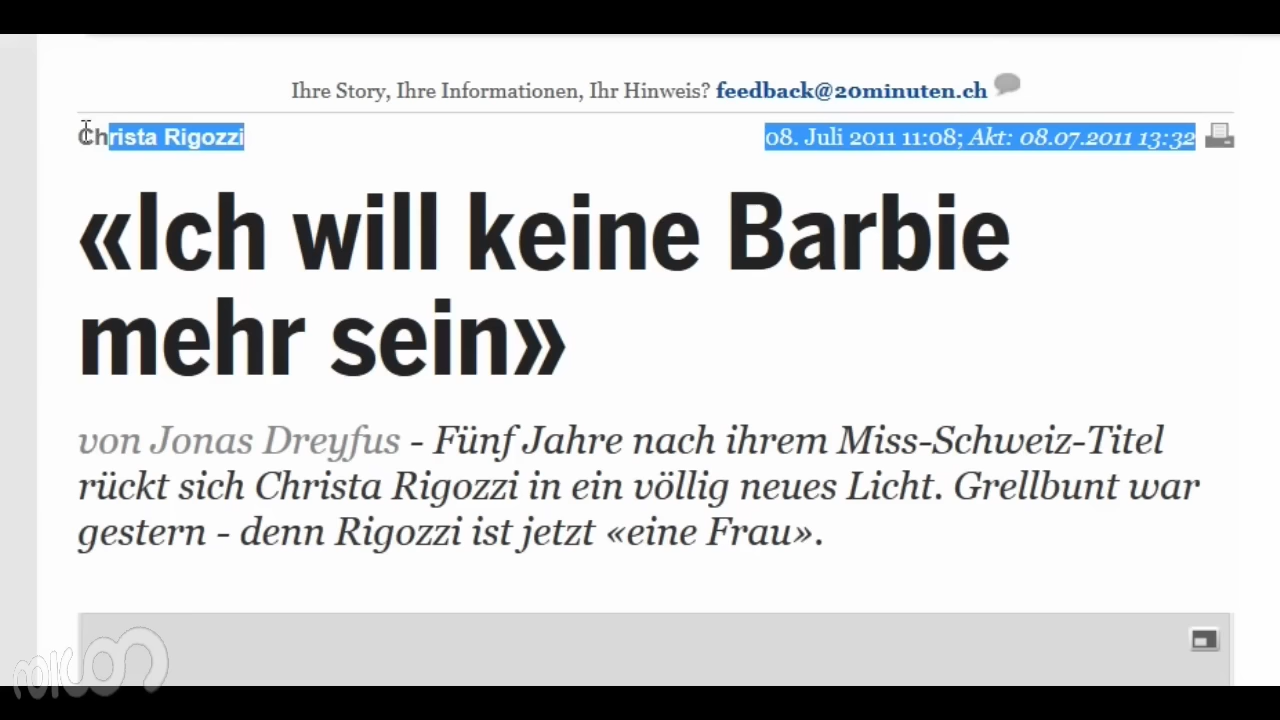 Ihre Story, Ihre Informationen, Ihr Hinweis? feedback@20minuten.ch
Christa Rigozzi 08. Juli 2011 11:08; Akt: 08.07.2011 13:32
«Ich will keine Barbie
mehr sein»
von Jonas Dreyfus - Fünf Jahre nach ihrem Miss-Schweiz-Titel
rückt sich Christa Rigozzi in ein völlig neues Licht. Grellbunt war
gestern - denn Rigozzi ist jetzt «eine Frau».